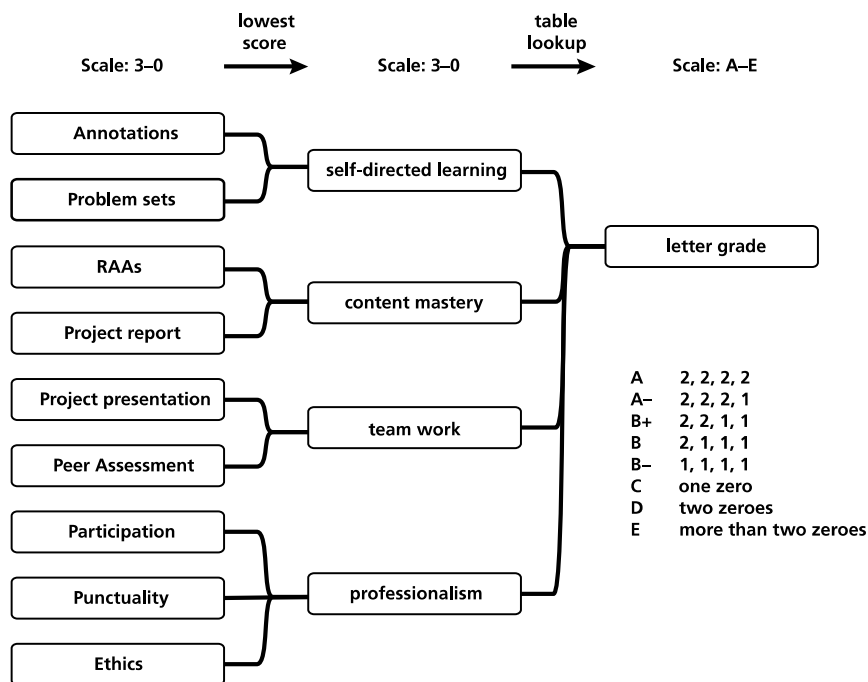 lowest
score
table
lookup
Scale: 3–0
Scale: 3–0
Scale: A–E
Annotations
Problem sets
self-directed learning
RAAs
Project report
content mastery
Project presentation
Peer Assessment
team work
Participation
Punctuality
Ethics
professionalism
letter grade
A 2, 2, 2, 2
A– 2, 2, 2, 1
B+ 2, 2, 1, 1
B 2, 1, 1, 1
B– 1, 1, 1, 1
C one zero
D two zeroes
E more than two zeroes